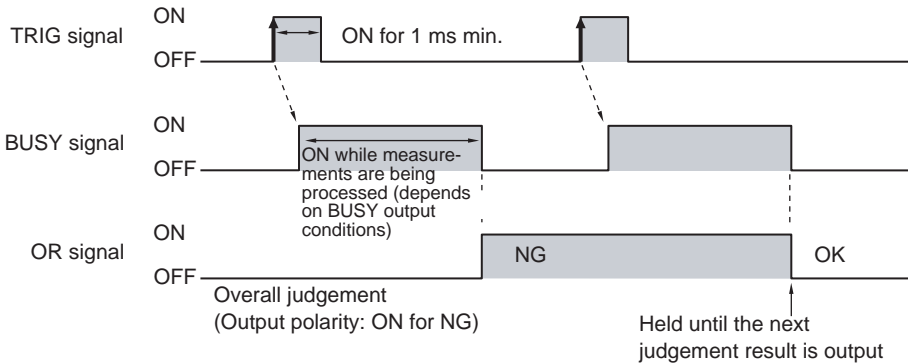 ON
TRIG signal
ON for 1 ms min.
OFF
ON
BUSY signal
OFF
ON while measure-
ments are being
processed (depends
on BUSY output
conditions)
ON
OR signal
NG
OK
OFF
Overall judgement
(Output polarity: ON for NG)
Held until the next
judgement result is output